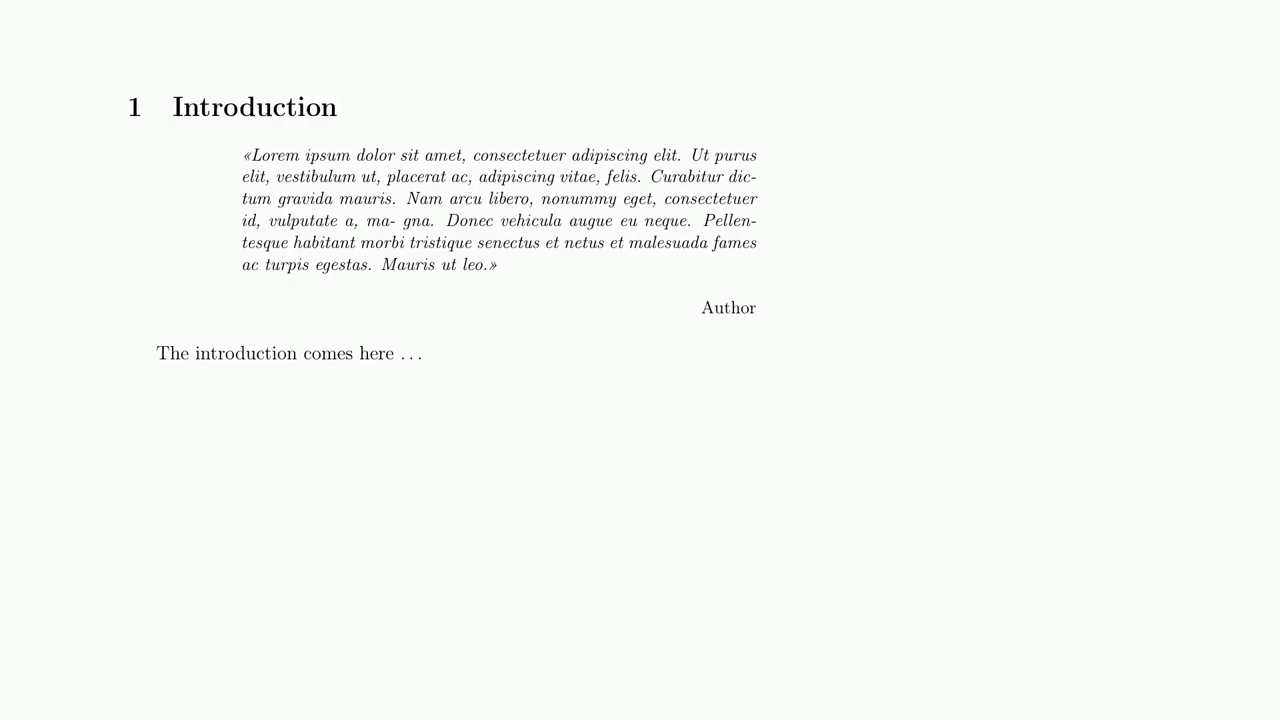 1 Introduction
«Lorem ipsum dolor sit amet, consectetuer adipiscing elit. Ut purus
elit, vestibulum ut, placerat ac, adipiscing vitae, felis. Curabitur dic-
tum gravida mauris. Nam arcu libero, nonummy eget, consectetuer
id, vulputate a, ma- gna. Donec vehicula augue eu neque. Pellen-
tesque habitant morbi tristique senectus et netus et malesuada fames
ac turpis egestas. Mauris ut leo.»
Author
The introduction comes here ...